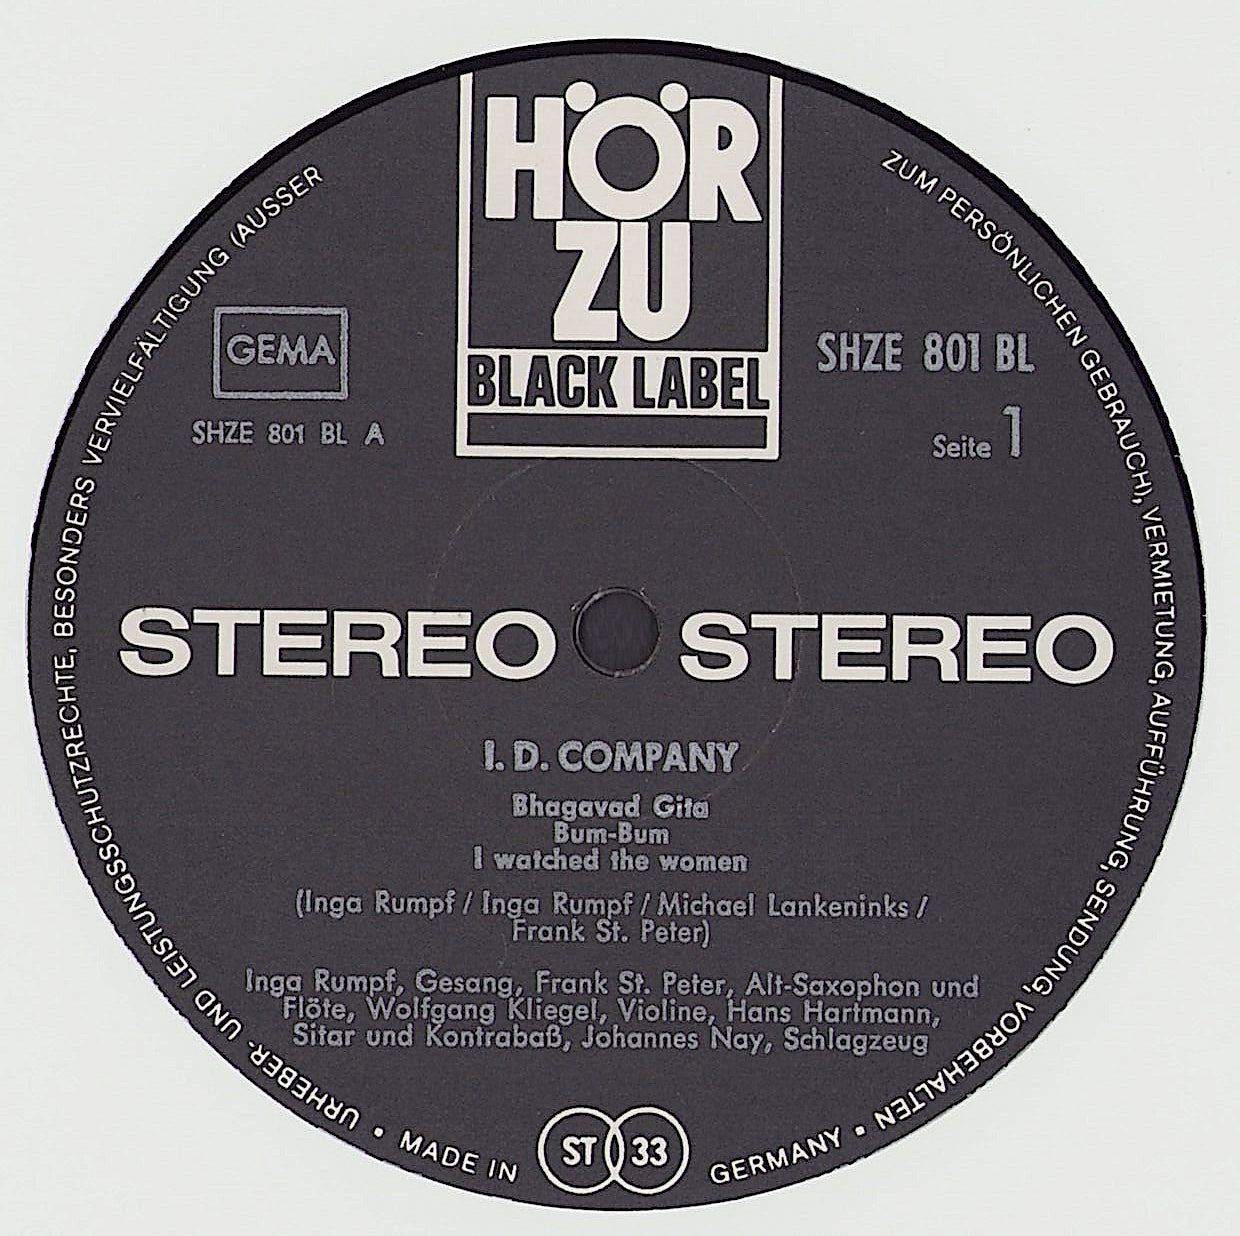 HÖR
ZU
BLACK LABEL
GEMA
SHZE 801 BL A
SHZE 801 BL
Seite 1
STEREO STEREO
I. D. COMPANY
Bhagavad Gita
Bum-Bum
I watched the women
(Inga Rumpf / Inga Rumpf / Michael Lankeninks /
Frank St. Peter)
Inga Rumpf, Gesang, Frank St. Peter, Alt-Saxophon und
Flöte, Wolfgang Kliegel, Violine, Hans Hartmann,
Sitar und Kontrabaß, Johannes Nay, Schlagzeug
ST 33
URHEBER- UND LEISTUNGSSCHUTZRECHTE, BESONDERS VERVIELFÄLTIGUNG (AUSSER
ZUM PERSÖNLICHEN GEBRAUCH), VERMIETUNG, AUFFÜHRUNG, SENDUNG, VORBEHALTEN
• MADE IN GERMANY •